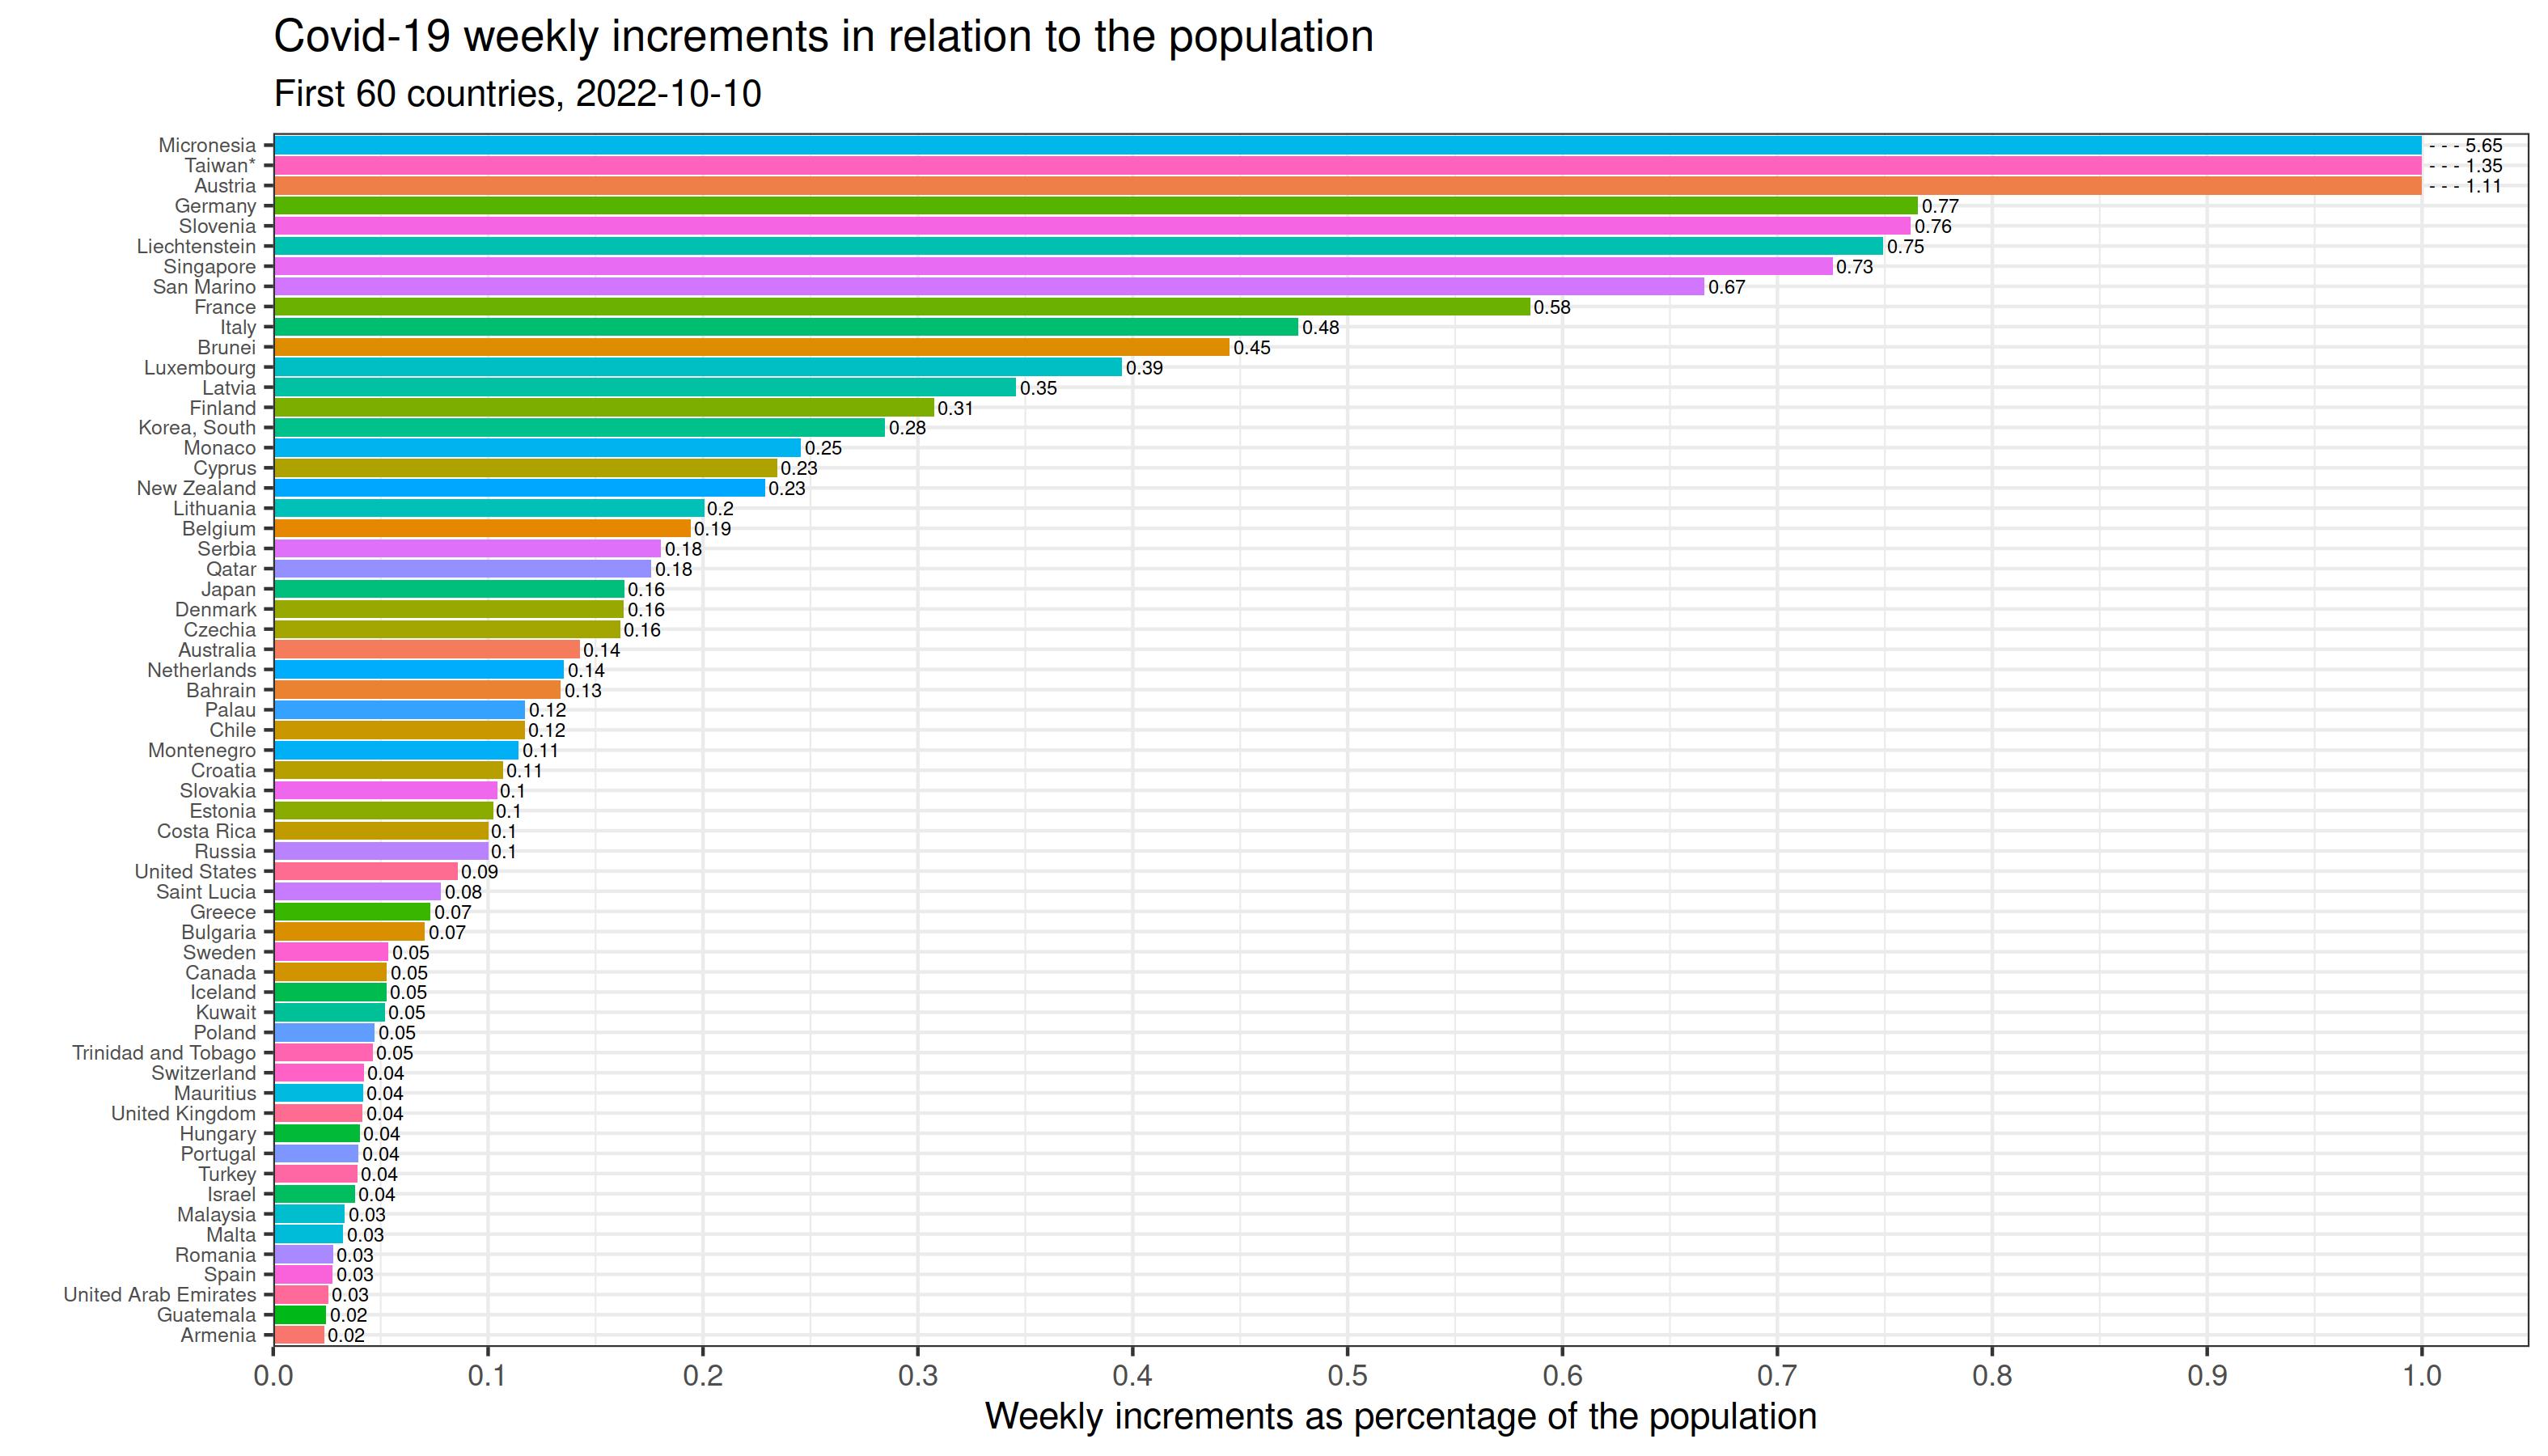 Covid-19 weekly increments in relation to the population
First 60 countries, 2022-10-10
Micronesia - - - 5.65
Taiwan* - - - 1.35
Austria - - - 1.11
Germany 0.77
Slovenia 0.76
Liechtenstein 0.75
Singapore 0.73
San Marino 0.67
France 0.58
Italy 0.48
Brunei 0.45
Luxembourg 0.39
Latvia 0.35
Finland 0.31
Korea, South 0.28
Monaco 0.25
Cyprus 0.23
New Zealand 0.23
Lithuania 0.2
Belgium 0.19
Serbia 0.18
Qatar 0.18
Japan 0.16
Denmark 0.16
Czechia 0.16
Australia 0.14
Netherlands 0.14
Bahrain 0.13
Palau 0.12
Chile 0.12
Montenegro 0.11
Croatia 0.11
Slovakia 0.1
Estonia 0.1
Costa Rica 0.1
Russia 0.1
United States 0.09
Saint Lucia 0.08
Greece 0.07
Bulgaria 0.07
Sweden 0.05
Canada 0.05
Iceland 0.05
Kuwait 0.05
Poland 0.05
Trinidad and Tobago 0.05
Switzerland 0.04
Mauritius 0.04
United Kingdom 0.04
Hungary 0.04
Portugal 0.04
Turkey 0.04
Israel 0.04
Malaysia 0.03
Malta 0.03
Romania 0.03
Spain 0.03
United Arab Emirates 0.03
Guatemala 0.02
Armenia 0.02
0.0 0.1 0.2 0.3 0.4 0.5 0.6 0.7 0.8 0.9 1.0
Weekly increments as percentage of the population